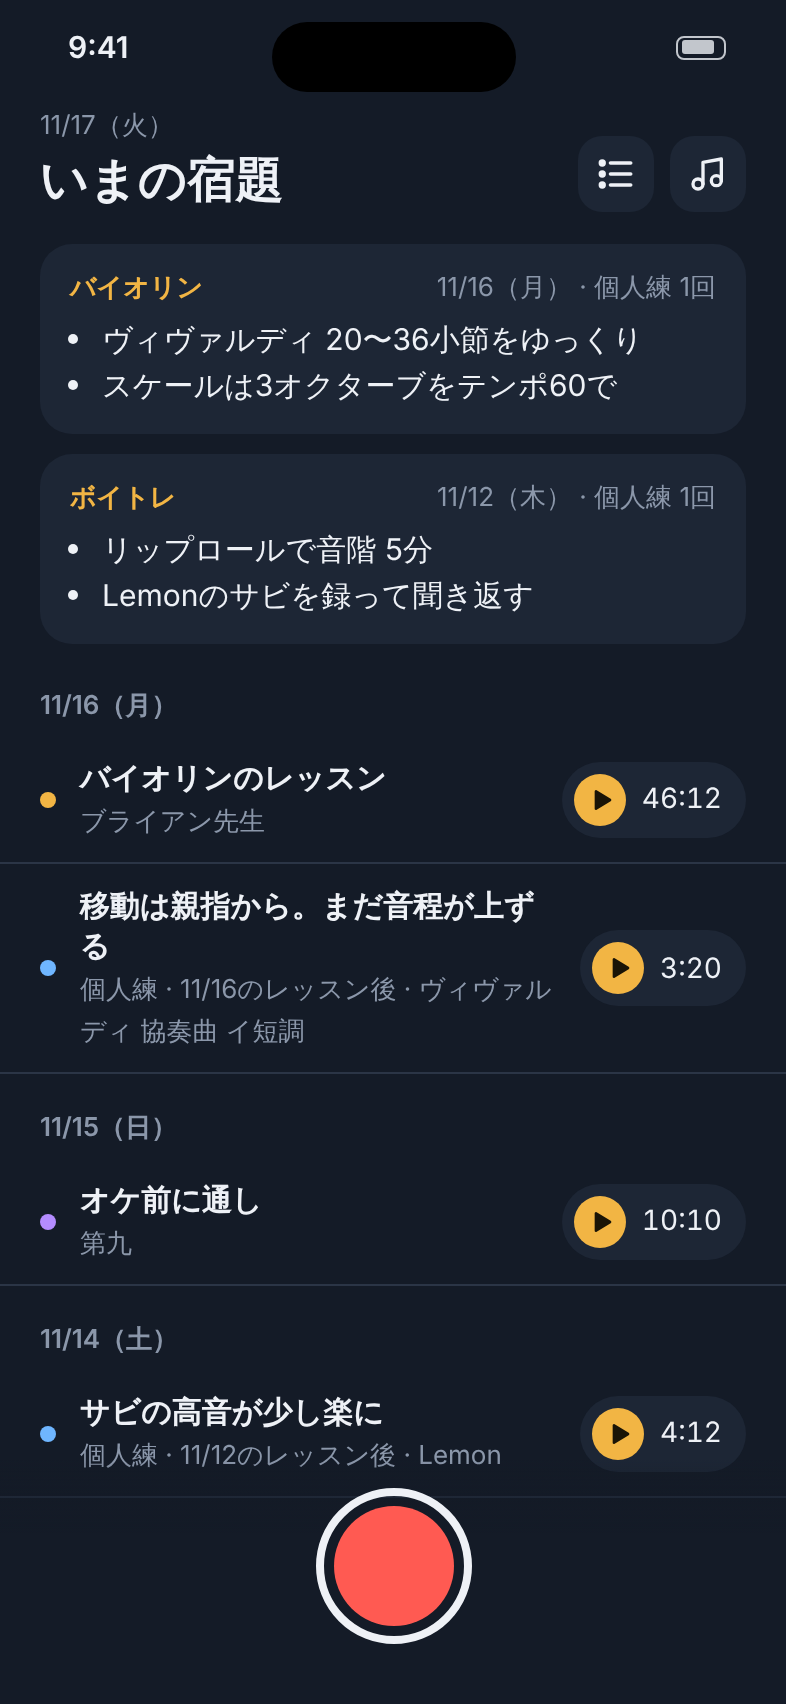 9:41
11/17（火）
いまの宿題
バイオリン 11/16（月）· 個人練 1回
• ヴィヴァルディ 20〜36小節をゆっくり
• スケールは3オクターブをテンポ60で
ボイトレ 11/12（木）· 個人練 1回
• リップロールで音階 5分
• Lemonのサビを録って聞き返す
11/16（月）
バイオリンのレッスン
ブライアン先生
46:12
移動は親指から。まだ音程が上ず
る
個人練 · 11/16のレッスン後 · ヴィヴァル
ディ 協奏曲 イ短調
3:20
11/15（日）
オケ前に通し
第九
10:10
11/14（土）
サビの高音が少し楽に
個人練 · 11/12のレッスン後 · Lemon
4:12